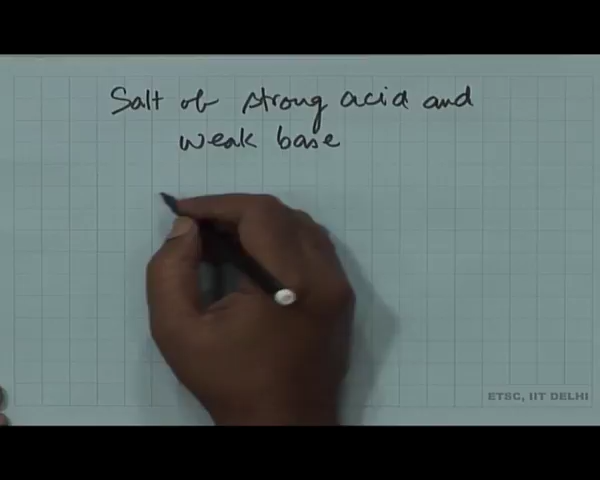 Salt of strong acid and
weak base
ETSC, IIT DELHI